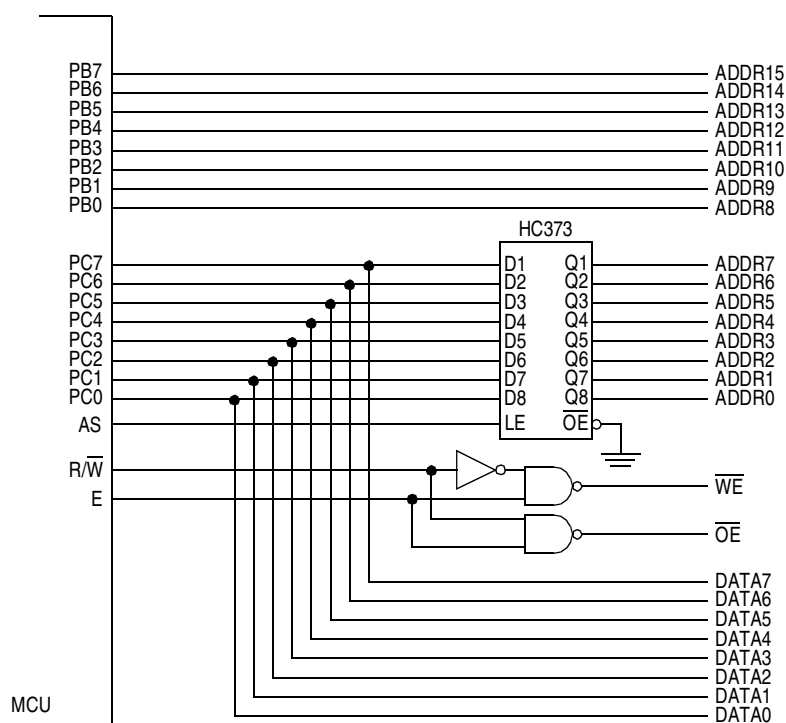 PB7 ADDR15
PB6 ADDR14
PB5 ADDR13
PB4 ADDR12
PB3 ADDR11
PB2 ADDR10
PB1 ADDR9
PB0 ADDR8
HC373
PC7 D1 Q1 ADDR7
PC6 D2 Q2 ADDR6
PC5 D3 Q3 ADDR5
PC4 D4 Q4 ADDR4
PC3 D5 Q5 ADDR3
PC2 D6 Q6 ADDR2
PC1 D7 Q7 ADDR1
PC0 D8 Q8 ADDR0
AS LE O̅E̅
R/W̅
W̅E̅
E
O̅E̅
DATA7
DATA6
DATA5
DATA4
DATA3
DATA2
DATA1
DATA0
MCU